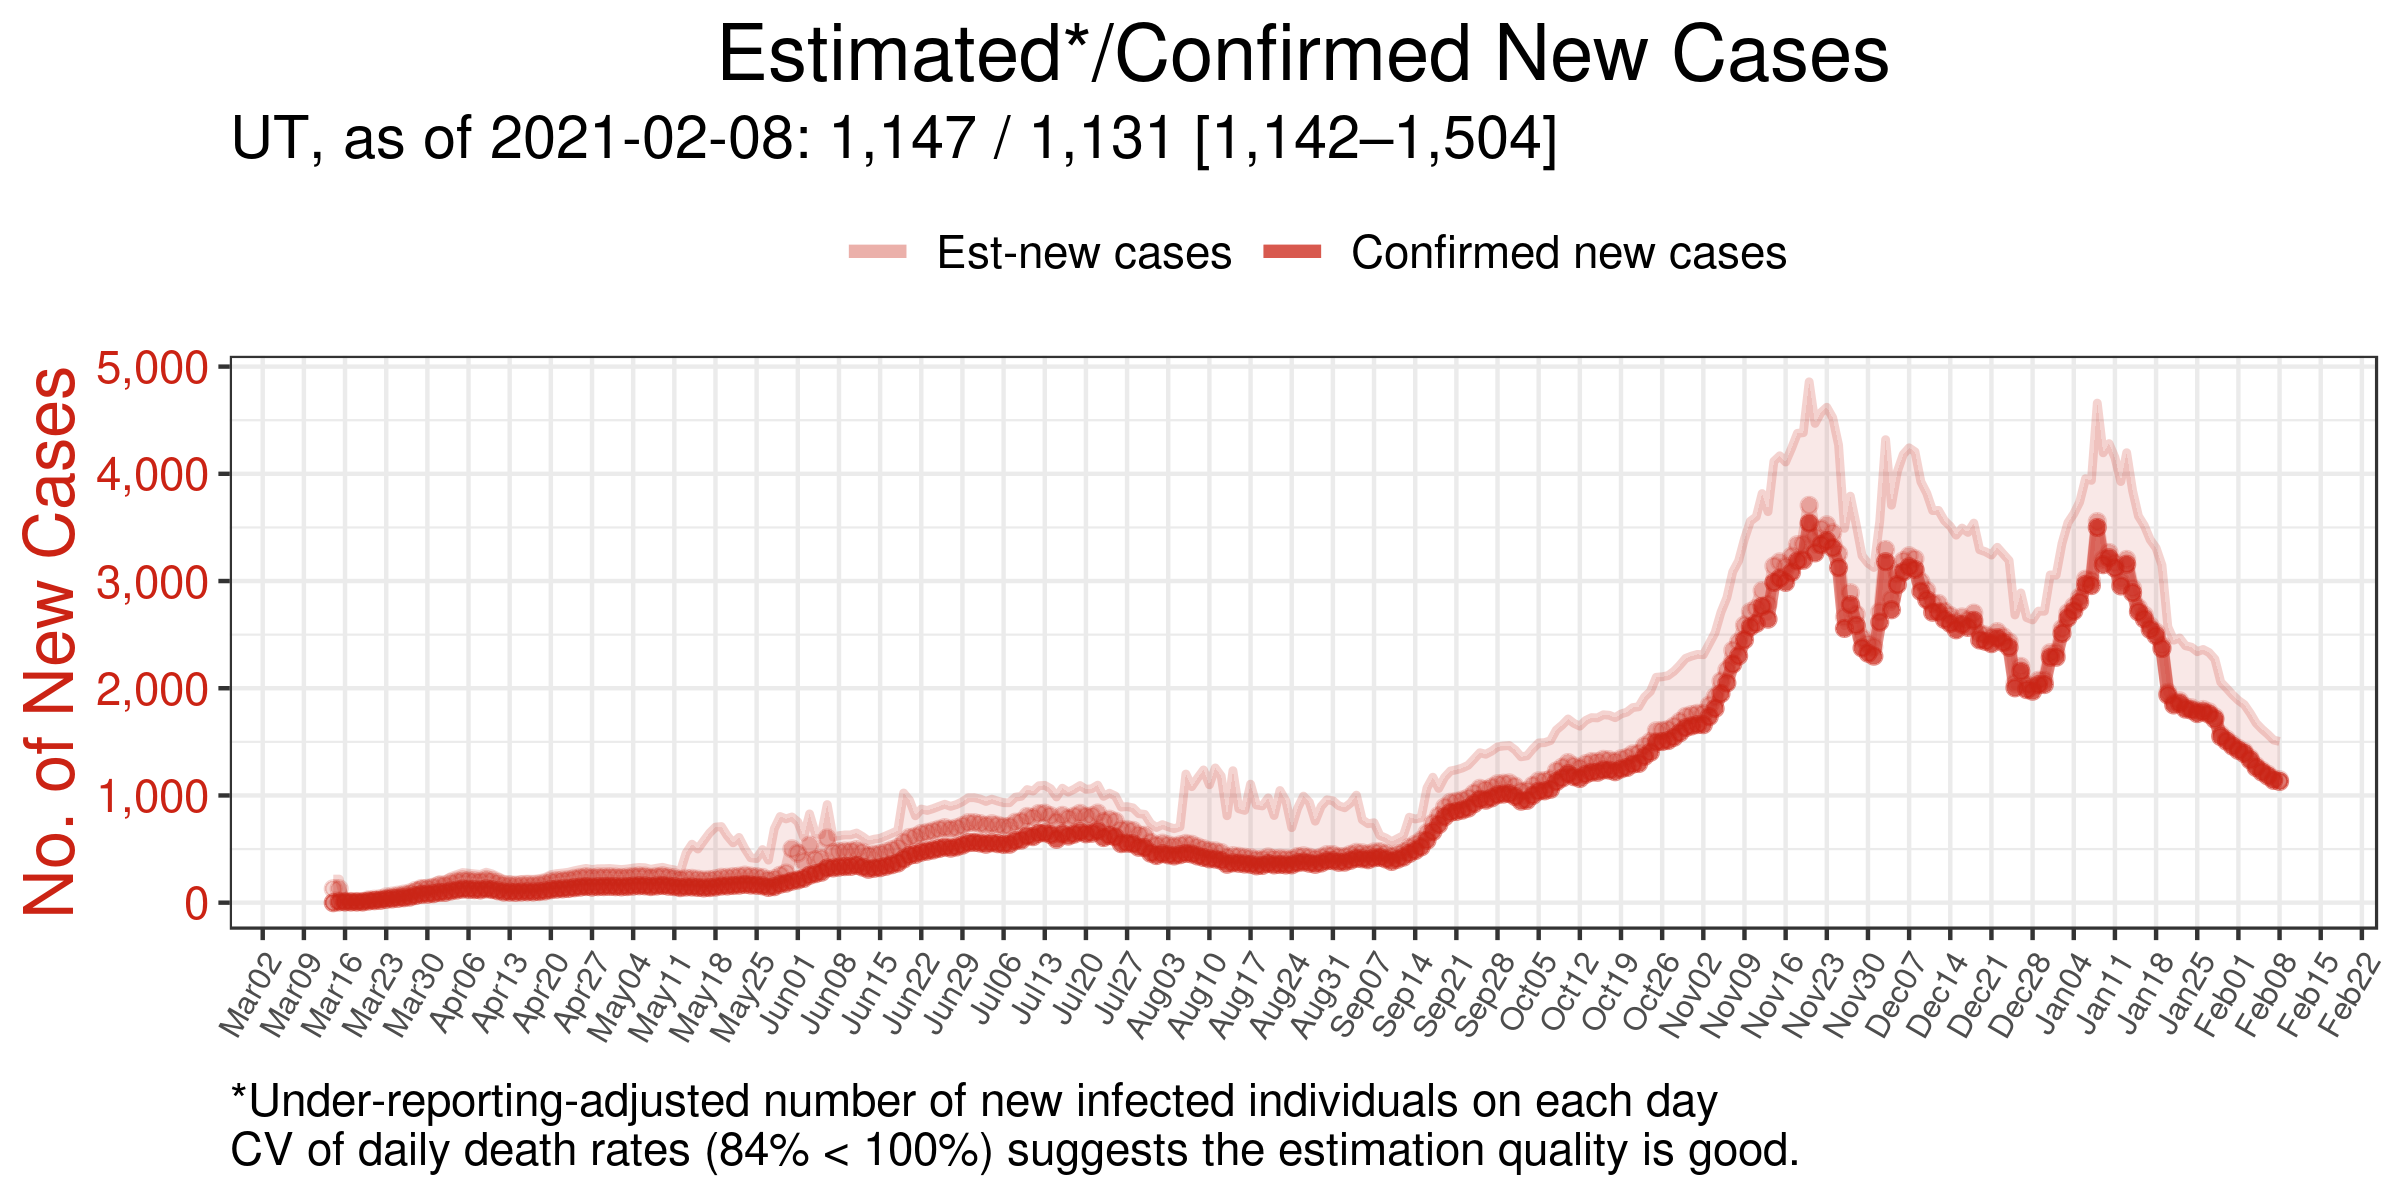 Estimated*/Confirmed New Cases
UT, as of 2021-02-08: 1,147 / 1,131 [1,142–1,504]
Est-new cases Confirmed new cases
No. of New Cases
5,000
4,000
3,000
2,000
1,000
0
Mar02 Mar09 Mar16 Mar23 Mar30 Apr06 Apr13 Apr20 Apr27 May04 May11 May18 May25 Jun01 Jun08 Jun15 Jun22 Jun29 Jul06 Jul13 Jul20 Jul27 Aug03 Aug10 Aug17 Aug24 Aug31 Sep07 Sep14 Sep21 Sep28 Oct05 Oct12 Oct19 Oct26 Nov02 Nov09 Nov16 Nov23 Nov30 Dec07 Dec14 Dec21 Dec28 Jan04 Jan11 Jan18 Jan25 Feb01 Feb08 Feb15 Feb22
*Under-reporting-adjusted number of new infected individuals on each day
CV of daily death rates (84% < 100%) suggests the estimation quality is good.